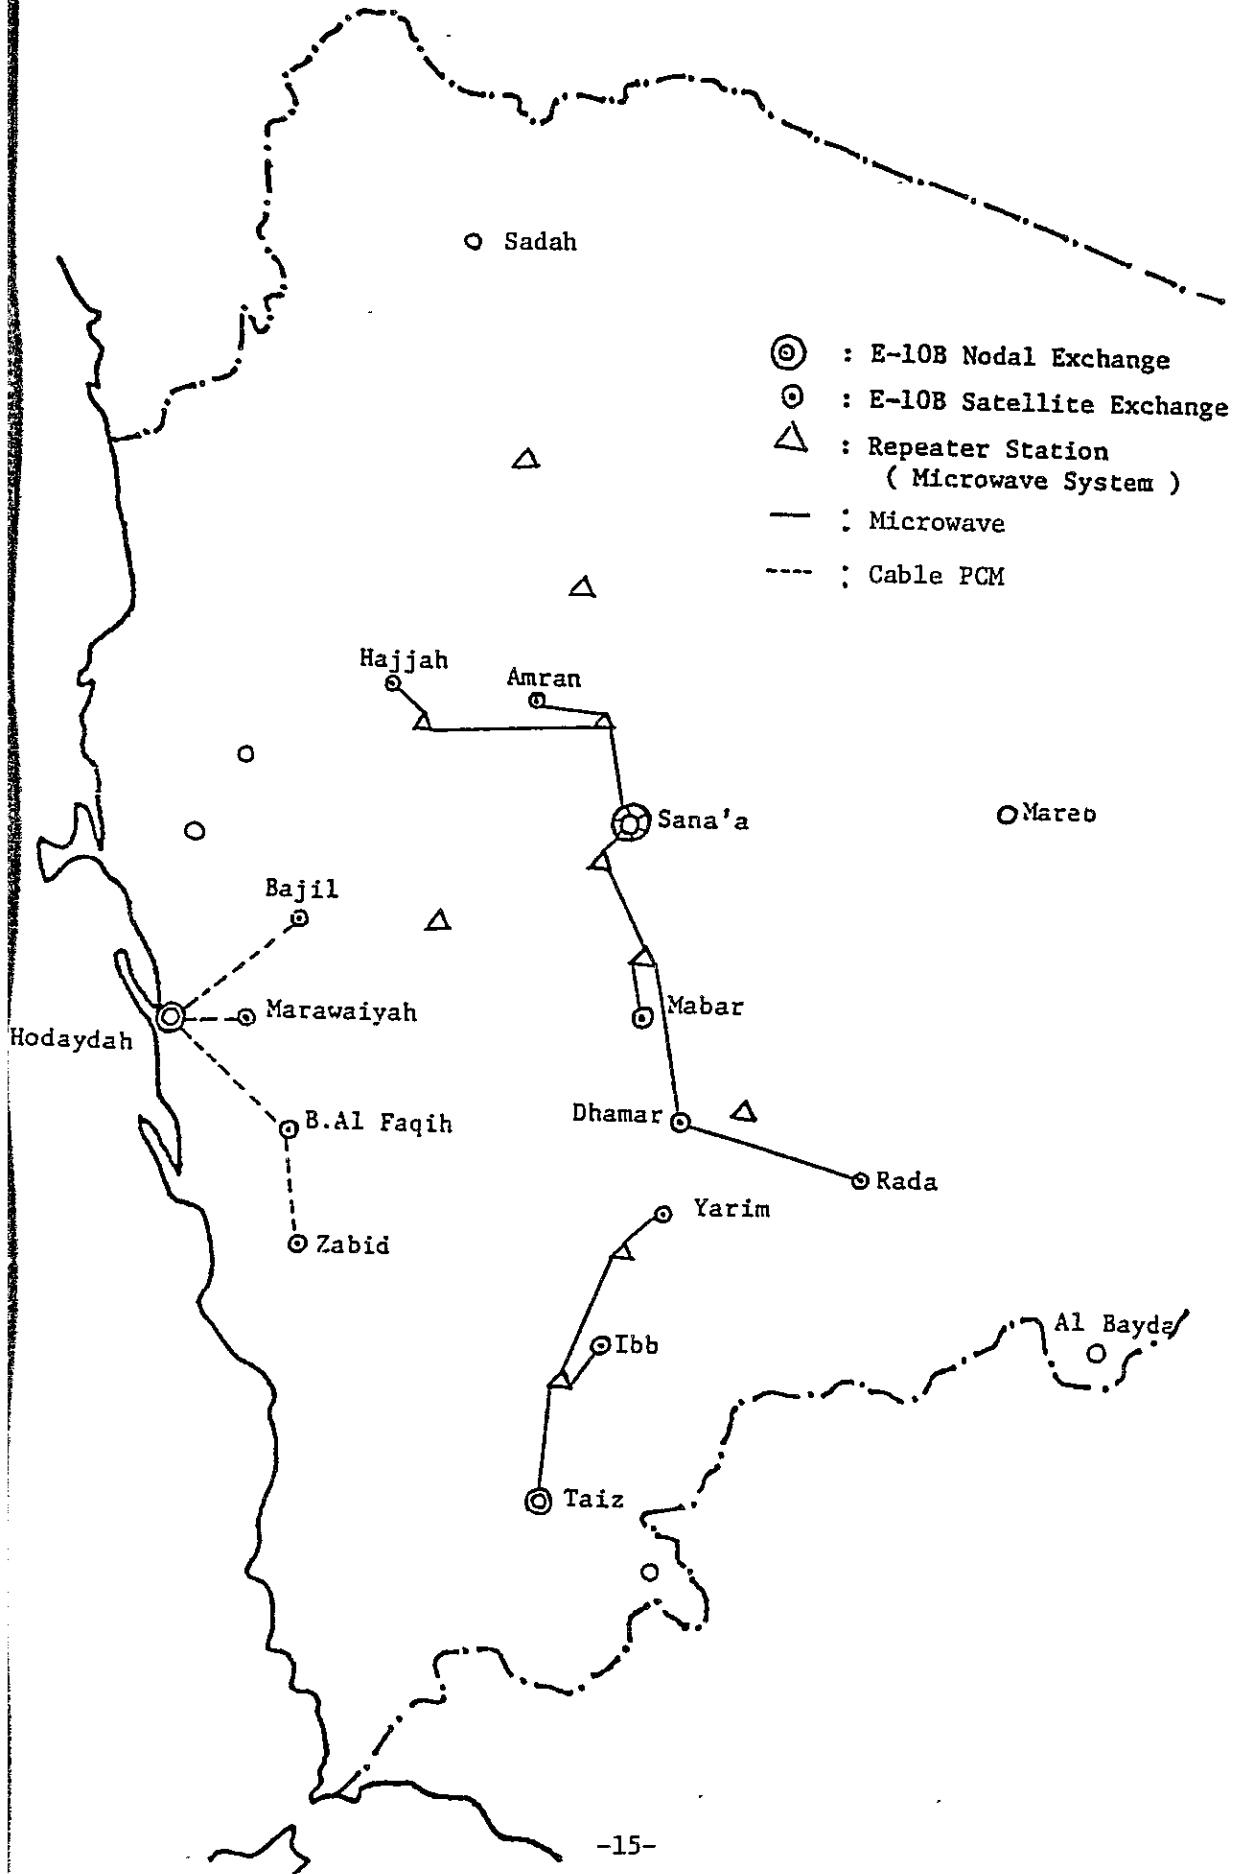 Sadah
: E-10B Nodal Exchange
: E-10B Satellite Exchange
: Repeater Station
( Microwave System )
: Microwave
: Cable PCM
Hajjah
Amran
Sana'a
Mareb
Bajil
Marawaiyah
Mabar
Hodaydah
Dhamar
B.Al Faqih
Rada
Yarim
Zabid
Al Bayda
Ibb
Taiz
-15-